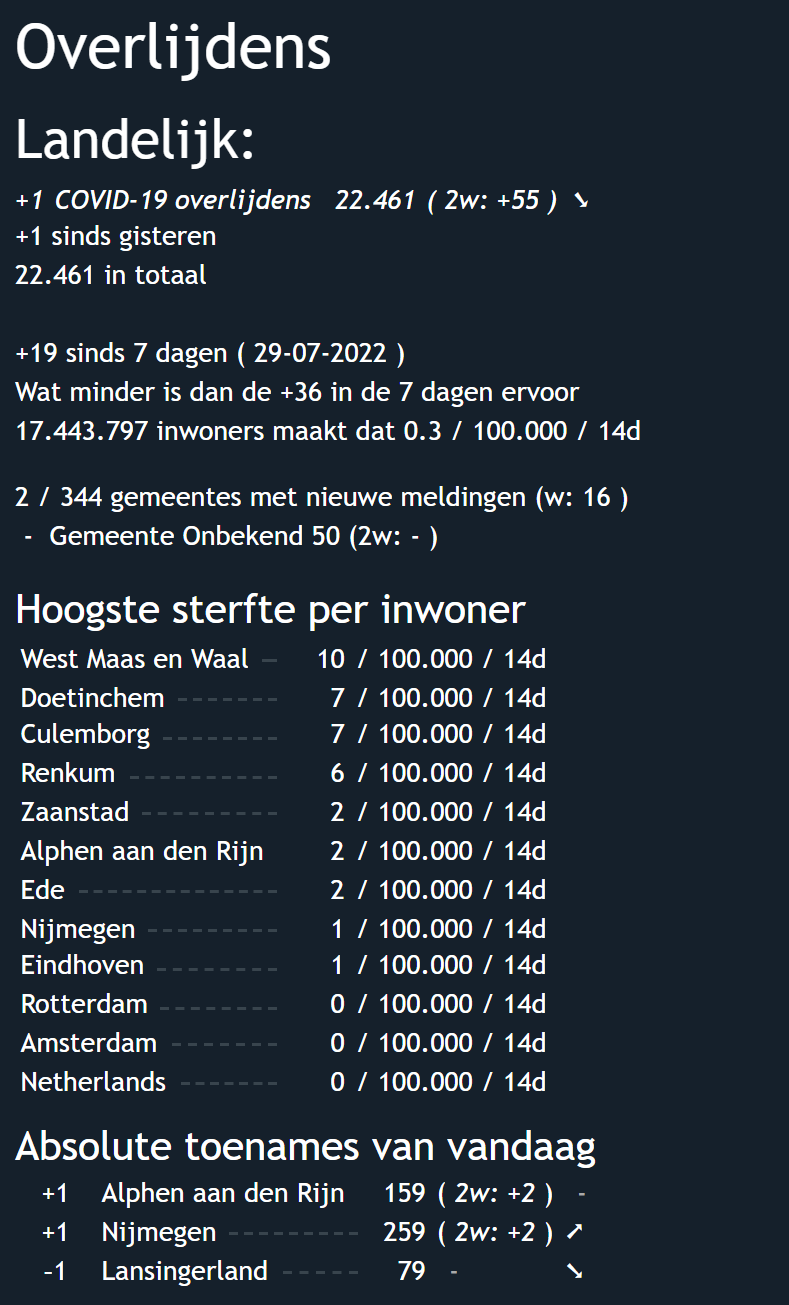 Overlijdens
Landelijk:
+1 COVID-19 overlijdens 22.461 ( 2w: +55 ) ➘
+1 sinds gisteren
22.461 in totaal
+19 sinds 7 dagen ( 29-07-2022 )
Wat minder is dan de +36 in de 7 dagen ervoor
17.443.797 inwoners maakt dat 0.3 / 100.000 / 14d
2 / 344 gemeentes met nieuwe meldingen (w: 16 )
- Gemeente Onbekend 50 (2w: - )
Hoogste sterfte per inwoner
West Maas en Waal – 10 / 100.000 / 14d
Doetinchem ------- 7 / 100.000 / 14d
Culemborg -------- 7 / 100.000 / 14d
Renkum ---------- 6 / 100.000 / 14d
Zaanstad --------- 2 / 100.000 / 14d
Alphen aan den Rijn 2 / 100.000 / 14d
Ede -------------- 2 / 100.000 / 14d
Nijmegen --------- 1 / 100.000 / 14d
Eindhoven -------- 1 / 100.000 / 14d
Rotterdam -------- 0 / 100.000 / 14d
Amsterdam ------- 0 / 100.000 / 14d
Netherlands ------- 0 / 100.000 / 14d
Absolute toenames van vandaag
+1 Alphen aan den Rijn 159 ( 2w: +2 ) -
+1 Nijmegen --------- 259 ( 2w: +2 ) ➚
-1 Lansingerland ----- 79 - ➘